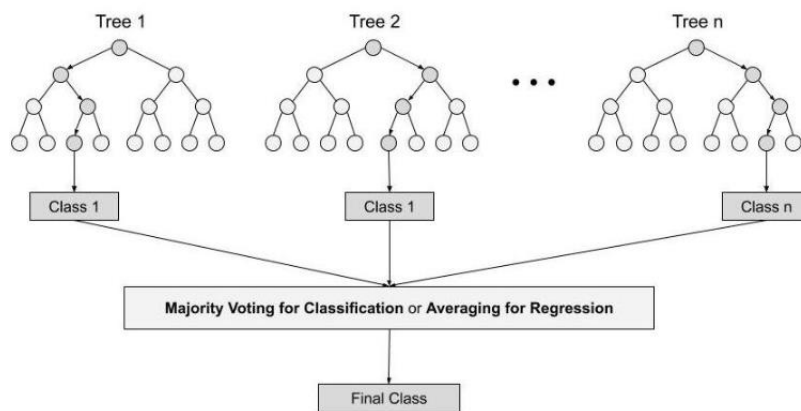 Tree 1
Tree 2
Tree n
Class 1
Class 1
Class n
Majority Voting for Classification or Averaging for Regression
Final Class